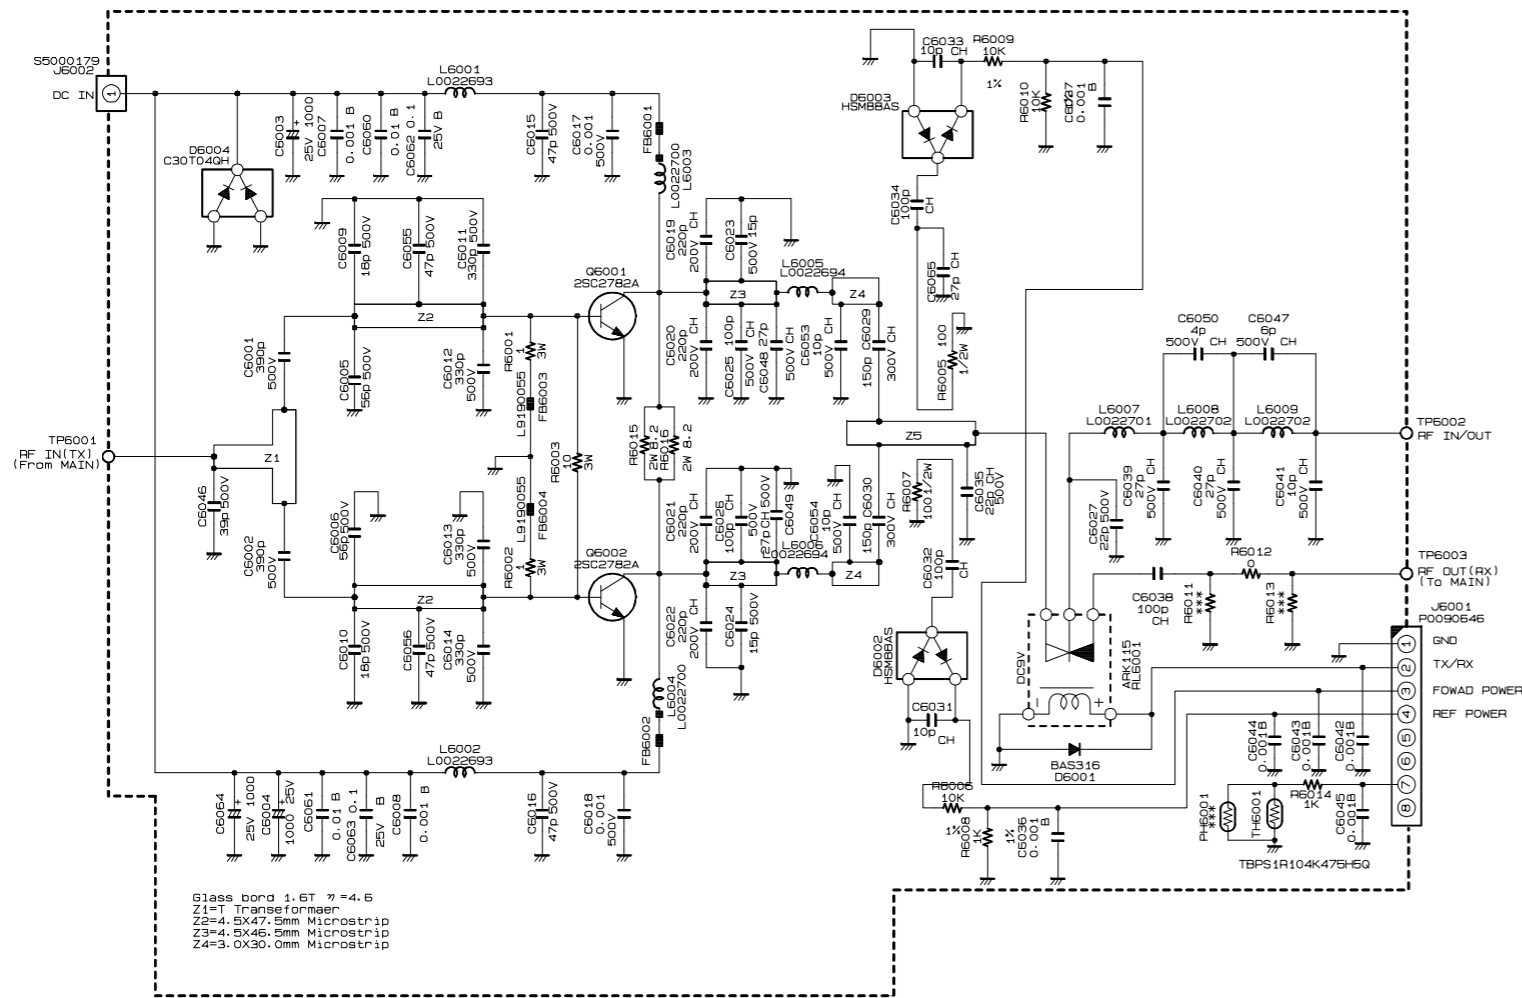 S5000179
J6002
DC IN
1
L6001
L0022693
D6004
C30T04QH
C6003
25V 1000
+
C6007
0.001 B
C6060
0.01 B
C6062 0.1
25V B
C6015
47p 500V
C6017
0.001
500V
FB6001
L0022700
L6003
C6033
10p CH
R6009
10K
1%
D6003
HSM88AS
R6010
10K
0.001
B
C6034
100p
CH
C6065
27p CH
C6009
18p 500V
C6055
47p 500V
C6011
330p 500V
Z2
Q6001
2SC2782A
C6019
220p
200V CH
C6023
500V 15p
Z3
L6005
L0022694
Z4
C6001
390p
500V
C6005
56p 500V
C6012
330p
500V
R6001
1
3W
L9190055
FB6003
C6020
220p
200V CH
C6025 100p
500V CH
C6048 27p
500V CH
C6053
10p
500V CH
150p C6029
300V CH
R6005 100
1/2W
C6050
4p
500V CH
C6047
6p
500V CH
L6007
L0022701
L6008
L0022702
L6009
L0022702
TP6002
RF IN/OUT
TP6001
RF IN(TX)
(From MAIN)
Z1
R6003
10
3W
R6015
2W 8.2
R6016
2W 8.2
Z5
C6046
39p 500V
C6002
390p
500V
C6006
56p 500V
C6013
330p
500V
L9190055
FB6004
R6002
1
3W
C6021
220p
200V CH
C6026
100p CH
500V
C6049
27p CH 500V
C6054
10p
500V CH
150p C6030
300V CH
R6007
100 1/2W
C6035
22p CH
500V
C6027
22p 500V
C6039
27p
500V CH
C6040
27p
500V CH
C6041
10p
500V CH
Q6002
2SC2782A
Z2
Z3
L6006
L0022694
Z4
C6032
100p
CH
R6012
0
TP6003
RF OUT(RX)
(To MAIN)
C6038
100p
CH
R6011
***
R6013
***
J6001
P0090646
C6010
18p 500V
C6056
47p 500V
C6014
330p
500V
C6022
220p
200V CH
C6024
15p 500V
L6004
L0022700
FB6002
D6002
HSM88AS
C6031
10p CH
DC9V
ARK115
RL6001
-
+
BAS316
D6001
1
GND
2
TX/RX
3
FOWAD POWER
4
REF POWER
5
6
7
8
C6044
0.001B
C6043
0.001B
C6042
0.001B
L6002
L0022693
C6064
25V 1000
+
C6004
1000 25V
+
C6061
0.01 B
C6063 0.1
25V B
C6008
0.001 B
C6016
47p 500V
C6018
0.001
500V
R6006
10K
1%
R6008
1K
1%
C6036
0.001
B
PH6001
***
TH6001
R6014
1K
C6045
0.001B
TBPS1R104K475H5Q
Glass bord 1.6T η=4.6
Z1=T Transeformaer
Z2=4.5X47.5mm Microstrip
Z3=4.5X46.5mm Microstrip
Z4=3.0X30.0mm Microstrip